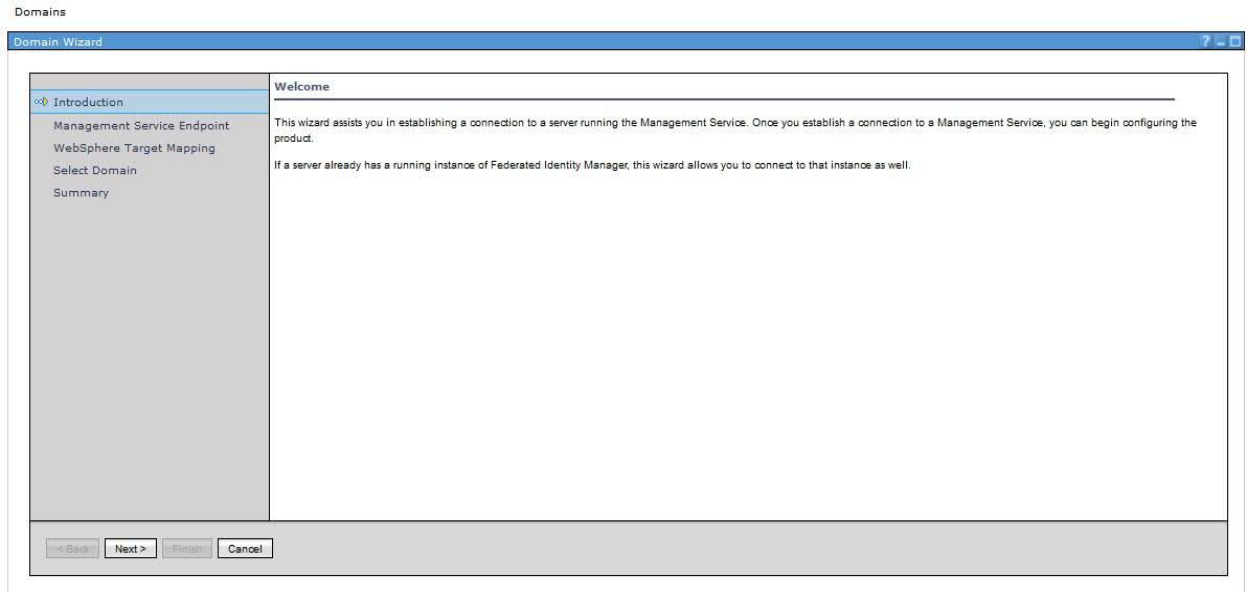 Domains
Domain Wizard
?
Welcome
Introduction
Management Service Endpoint
WebSphere Target Mapping
Select Domain
Summary
This wizard assists you in establishing a connection to a server running the Management Service. Once you establish a connection to a Management Service, you can begin configuring the
product.
If a server already has a running instance of Federated Identity Manager, this wizard allows you to connect to that instance as well.
< Back Next > Finish Cancel